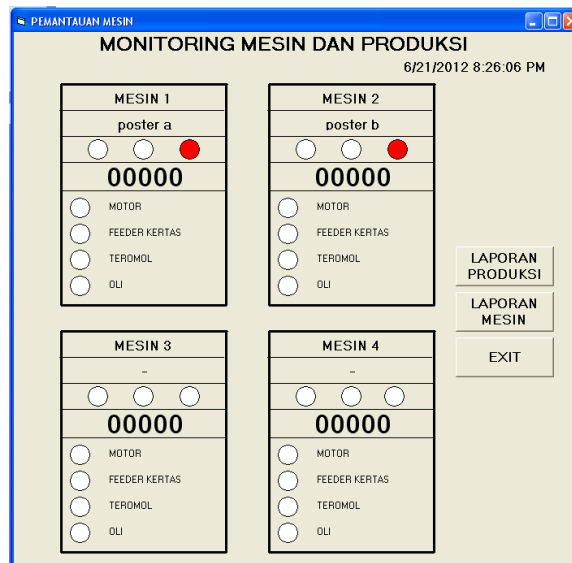 PEMANTAUAN MESIN
MONITORING MESIN DAN PRODUKSI
6/21/2012 8:26:06 PM
MESIN 1
poster a
00000
MOTOR
FEEDER KERTAS
TEROMOL
OLI
MESIN 2
poster b
00000
MOTOR
FEEDER KERTAS
TEROMOL
OLI
MESIN 3
-
00000
MOTOR
FEEDER KERTAS
TEROMOL
OLI
MESIN 4
-
00000
MOTOR
FEEDER KERTAS
TEROMOL
OLI
LAPORAN
PRODUKSI
LAPORAN
MESIN
EXIT